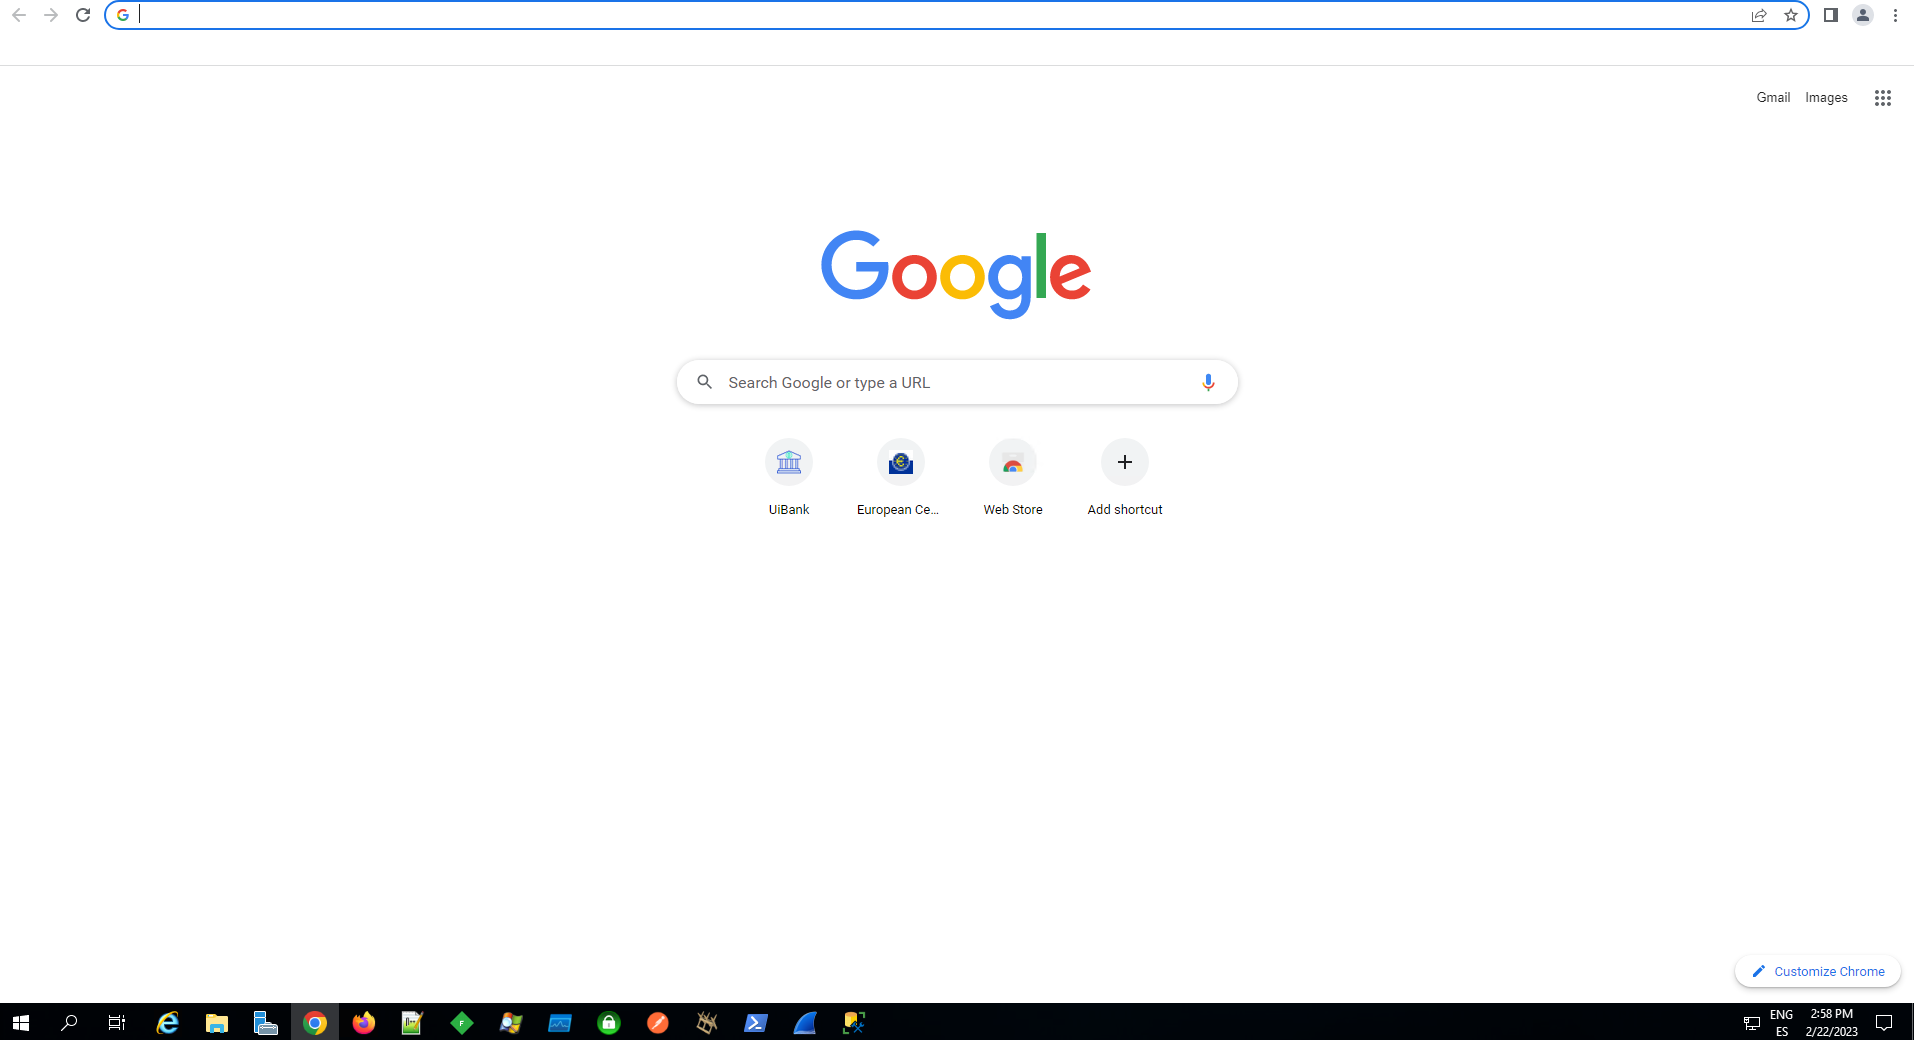 Gmail Images
Google
Search Google or type a URL
UiBank European Ce... Web Store Add shortcut
Customize Chrome
ENG 2:58 PM
ES 2/22/2023